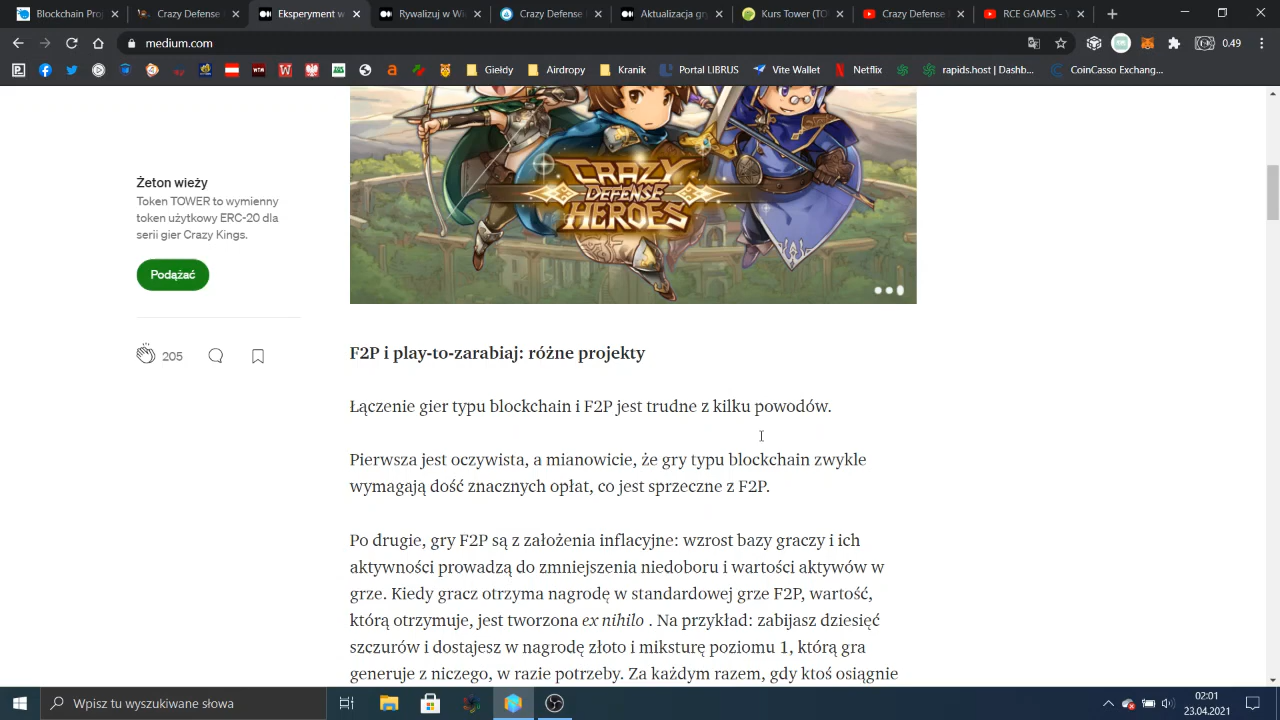 Blockchain Proj
Crazy Defense
Eksperyment w
Rywalizuj w Wi
Crazy Defense
Aktualizacja gr
Kurs Tower (TO
Crazy Defense
RCE GAMES - Y
medium.com
0.49
Giełdy
Airdropy
Kranik
Portal LIBRUS
Vite Wallet
Netflix
rapids.host | Dashb...
CoinCasso Exchang...
CRAZY
DEFENSE
HEROES
Żeton wieży
Token TOWER to wymienny
token użytkowy ERC-20 dla
serii gier Crazy Kings.
Podążać
205
F2P i play-to-zarabiaj: różne projekty
Łączenie gier typu blockchain i F2P jest trudne z kilku powodów.
Pierwsza jest oczywista, a mianowicie, że gry typu blockchain zwykle
wymagają dość znacznych opłat, co jest sprzeczne z F2P.
Po drugie, gry F2P są z założenia inflacyjne: wzrost bazy graczy i ich
aktywności prowadzą do zmniejszenia niedoboru i wartości aktywów w
grze. Kiedy gracz otrzyma nagrodę w standardowej grze F2P, wartość,
którą otrzymuje, jest tworzona ex nihilo . Na przykład: zabijasz dziesięć
szczurów i dostajesz w nagrodę złoto i miksturę poziomu 1, którą gra
generuje z niczego, w razie potrzeby. Za każdym razem, gdy ktoś osiągnie
Wpisz tu wyszukiwane słowa
02:01
23.04.2021